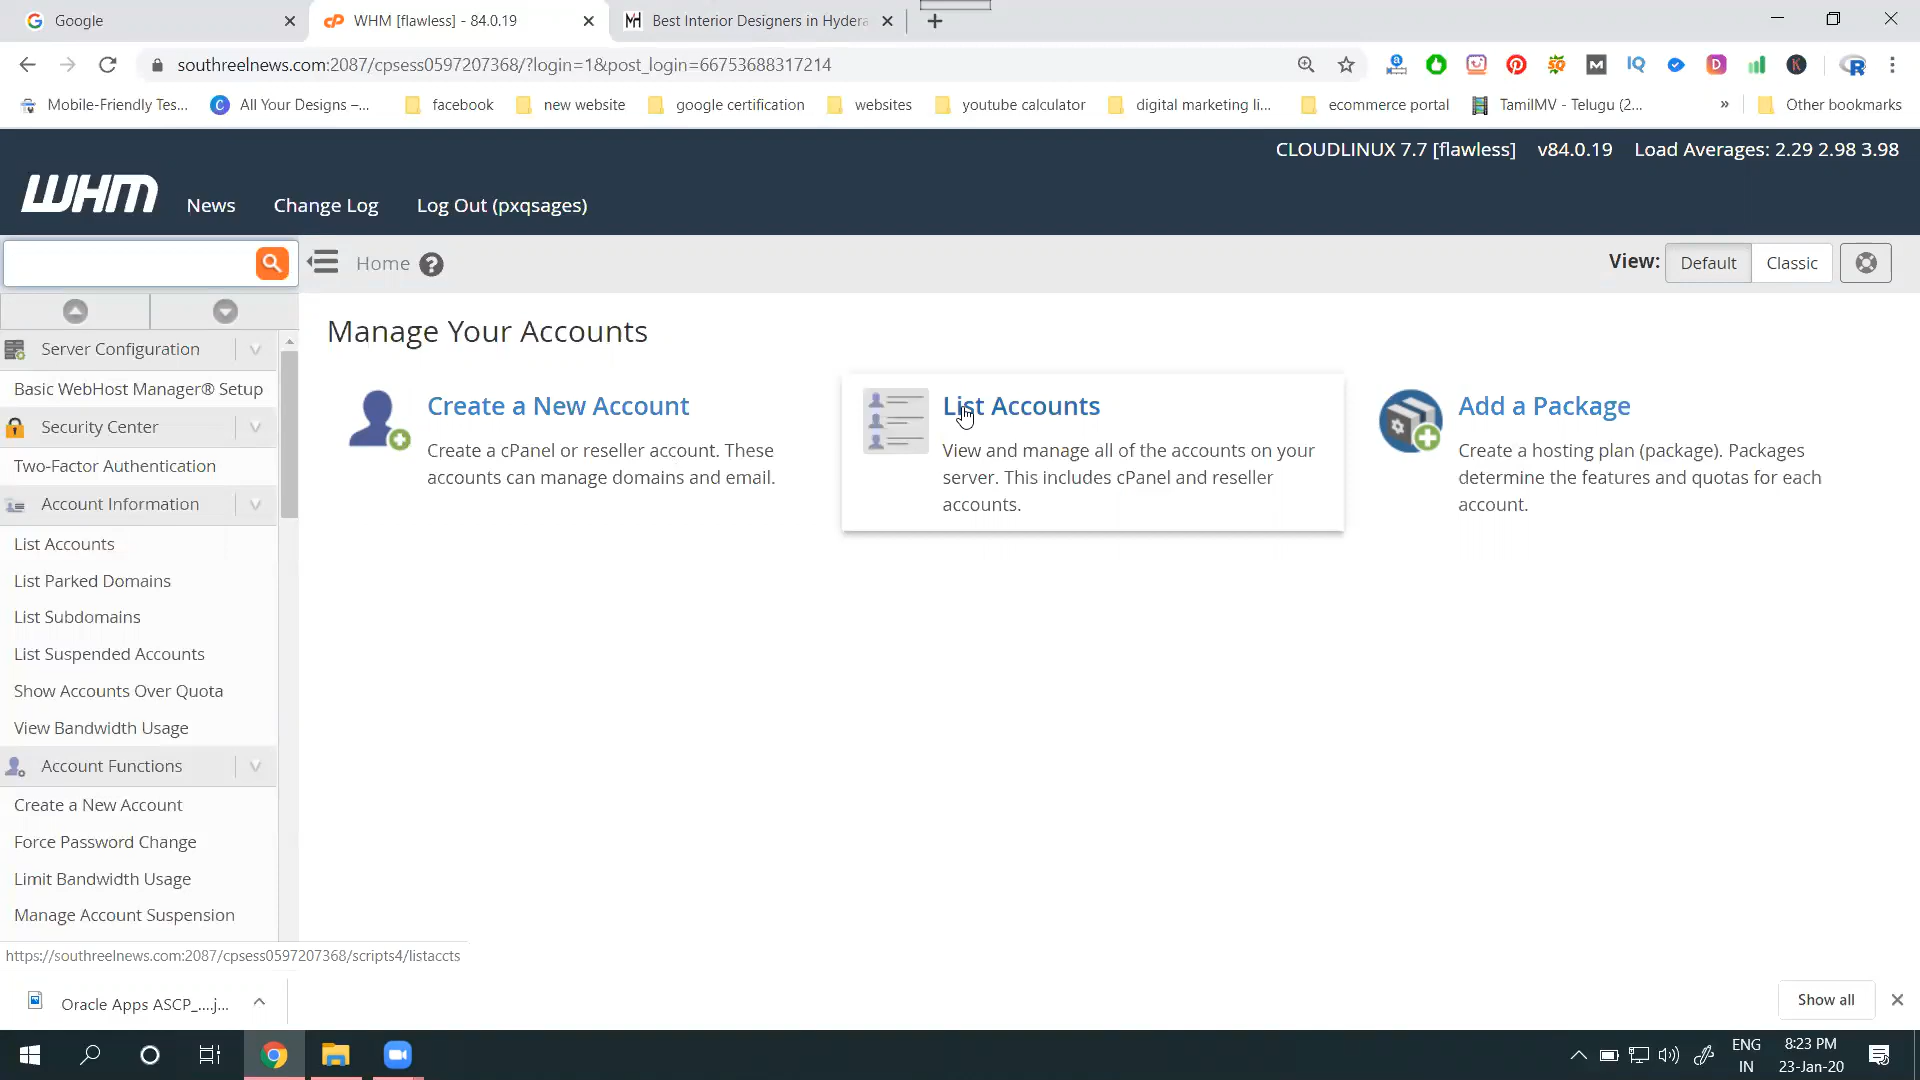 Google
WHM [flawless] - 84.0.19
Best Interior Designers in Hydera
southreelnews.com:2087/cpsess0597207368/?login=1&post_login=66753688317214
Mobile-Friendly Tes...
All Your Designs –...
facebook
new website
google certification
websites
youtube calculator
digital marketing li...
ecommerce portal
TamilMV - Telugu (2...
»
Other bookmarks
CLOUDLINUX 7.7 [flawless] v84.0.19 Load Averages: 2.29 2.98 3.98
WHM
News
Change Log
Log Out (pxqsages)
Home
View:
Default
Classic
Server Configuration
Basic WebHost Manager® Setup
Security Center
Two-Factor Authentication
Account Information
List Accounts
List Parked Domains
List Subdomains
List Suspended Accounts
Show Accounts Over Quota
View Bandwidth Usage
Account Functions
Create a New Account
Force Password Change
Limit Bandwidth Usage
Manage Account Suspension
Manage Your Accounts
Create a New Account
Create a cPanel or reseller account. These
accounts can manage domains and email.
List Accounts
View and manage all of the accounts on your
server. This includes cPanel and reseller
accounts.
Add a Package
Create a hosting plan (package). Packages
determine the features and quotas for each
account.
https://southreelnews.com:2087/cpsess0597207368/scripts4/listaccts
Oracle Apps ASCP_....j...
Show all
ENG
IN
8:23 PM
23-Jan-20